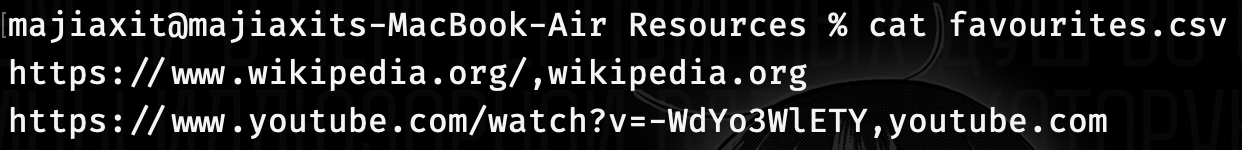 majiaxit@majiaxits-MacBook-Air Resources % cat favourites.csv
https://www.wikipedia.org/,wikipedia.org
https://www.youtube.com/watch?v=-WdYo3WlETY,youtube.com